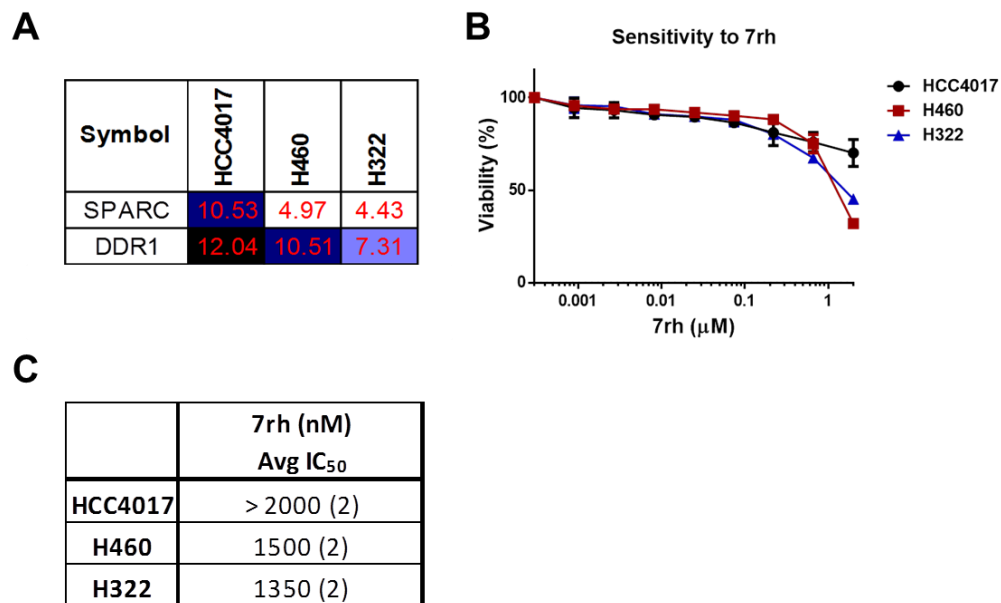 A
Symbol HCC4017 H460 H322
SPARC 10.53 4.97 4.43
DDR1 12.04 10.51 7.31
B
Sensitivity to 7rh
Viability (%)
100
50
0
0.001 0.01 0.1 1
7rh (μM)
HCC4017
H460
H322
C
7rh (nM)
Avg IC₅₀
HCC4017 > 2000 (2)
H460 1500 (2)
H322 1350 (2)